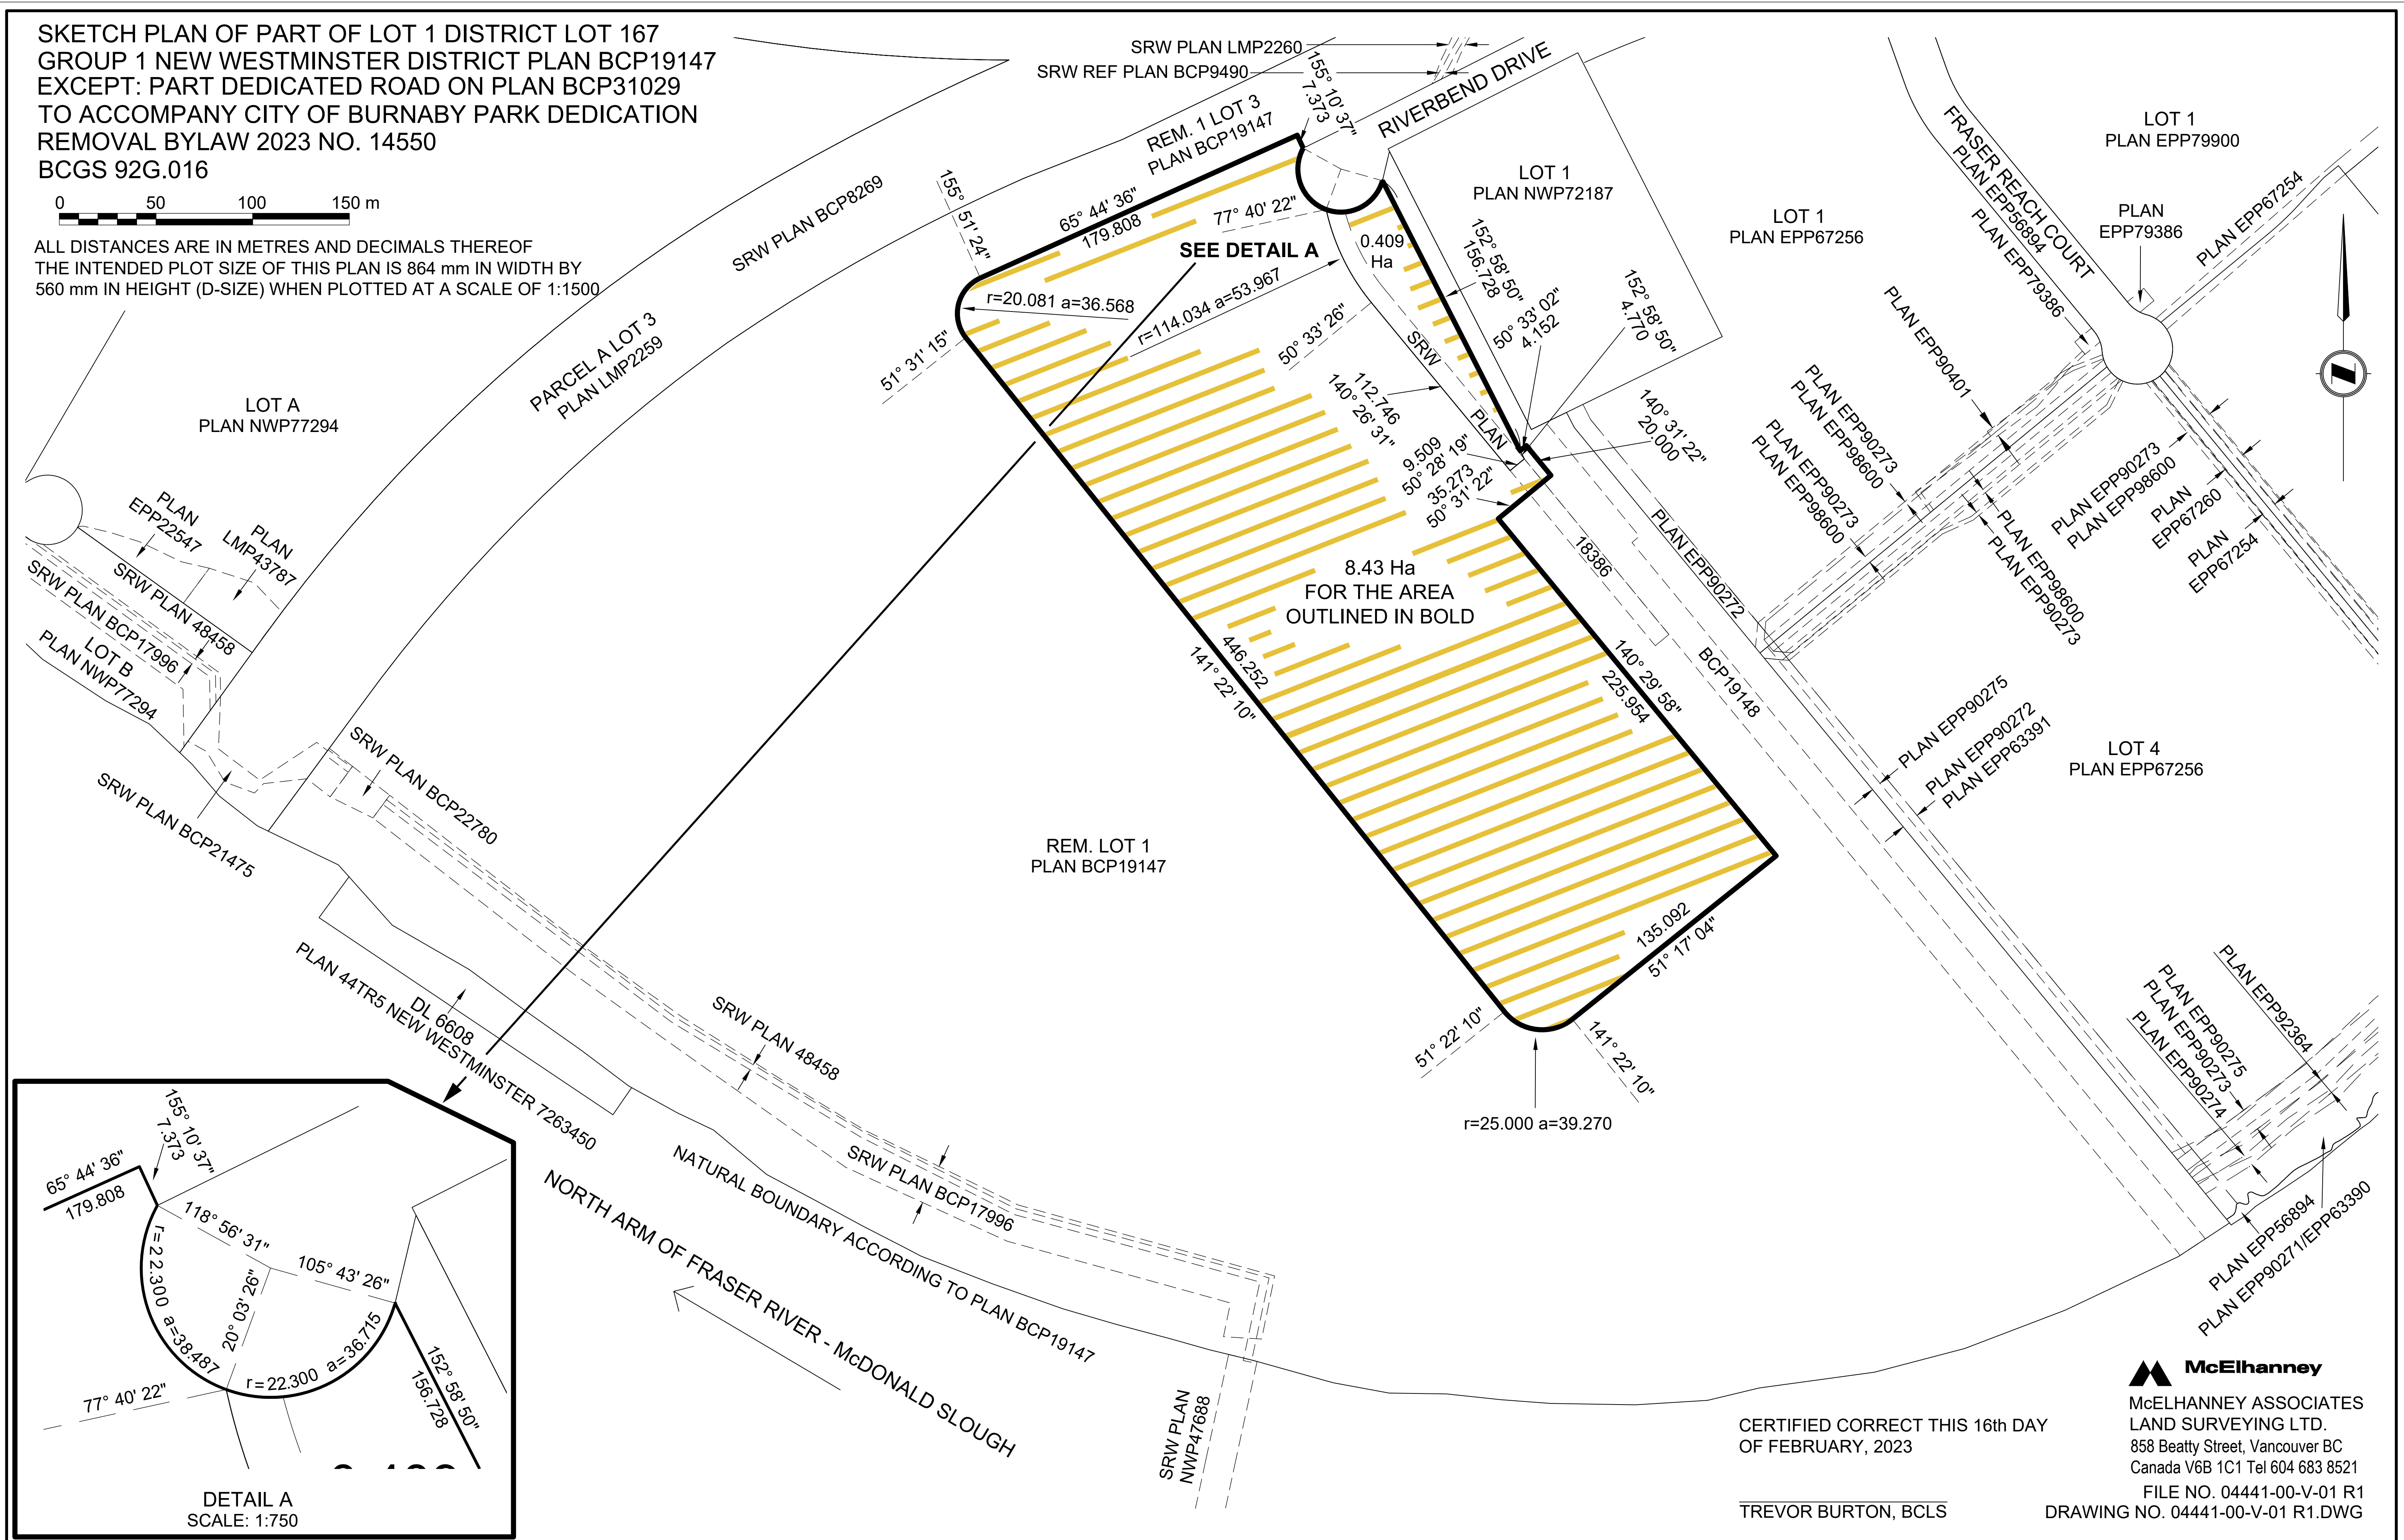 SKETCH PLAN OF PART OF LOT 1 DISTRICT LOT 167
GROUP 1 NEW WESTMINSTER DISTRICT PLAN BCP19147
EXCEPT: PART DEDICATED ROAD ON PLAN BCP31029
TO ACCOMPANY CITY OF BURNABY PARK DEDICATION
REMOVAL BYLAW 2023 NO. 14550
BCGS 92G.016
0 50 100 150 m
ALL DISTANCES ARE IN METRES AND DECIMALS THEREOF
THE INTENDED PLOT SIZE OF THIS PLAN IS 864 mm IN WIDTH BY
560 mm IN HEIGHT (D-SIZE) WHEN PLOTTED AT A SCALE OF 1:1500
SRW PLAN LMP2260
SRW REF PLAN BCP9490
155° 10' 37"
7.373
RIVERBEND DRIVE
REM. 1 LOT 3
PLAN BCP19147
SRW PLAN BCP8269
155° 51' 24"
65° 44' 36"
179.808
77° 40' 22"
SEE DETAIL A
0.409
Ha
LOT 1
PLAN NWP72187
LOT 1
PLAN EPP67256
FRASER REACH COURT
PLAN EPP56894
PLAN EPP79386
LOT 1
PLAN EPP79900
PLAN
EPP79386
PLAN EPP67254
r=20.081 a=36.568
r=114.034 a=53.967
51° 31' 15"
50° 33' 26"
152° 58' 50"
156.728
50° 33' 02"
4.152
152° 58' 50"
4.770
SRW
PLAN
18386
112.746
140° 26' 31"
9.509
50° 28' 19"
35.273
50° 31' 22"
140° 31' 22"
20.000
PARCEL A LOT 3
PLAN LMP2259
LOT A
PLAN NWP77294
PLAN EPP90401
PLAN EPP90273
PLAN EPP98600
PLAN EPP90273
PLAN EPP98600
PLAN EPP98600
PLAN EPP90273
PLAN EPP90273
PLAN EPP98600
PLAN
EPP67260
PLAN
EPP67254
PLAN
EPP22547
PLAN
LMP43787
SRW PLAN 48458
SRW PLAN BCP17996
LOT B
PLAN NWP77294
8.43 Ha
FOR THE AREA
OUTLINED IN BOLD
PLAN EPP90272
BCP19148
446.252
141° 22' 10"
140° 29' 58"
225.954
PLAN EPP90275
PLAN EPP90272
PLAN EPP63391
LOT 4
PLAN EPP67256
SRW PLAN BCP21475
SRW PLAN BCP22780
REM. LOT 1
PLAN BCP19147
135.092
51° 17' 04"
51° 22' 10"
141° 22' 10"
r=25.000 a=39.270
DL 6608
PLAN 44TR5 NEW WESTMINSTER 7263450
SRW PLAN 48458
SRW PLAN BCP17996
NATURAL BOUNDARY ACCORDING TO PLAN BCP19147
NORTH ARM OF FRASER RIVER - McDONALD SLOUGH
SRW PLAN
NWP47688
PLAN EPP92364
PLAN EPP90275
PLAN EPP90273
PLAN EPP90274
PLAN EPP56894
PLAN EPP90271/EPP63390
155° 10' 37"
7.373
65° 44' 36"
179.808
118° 56' 31"
105° 43' 26"
20° 03' 26"
r=22.300 a=38.487
r=22.300 a=36.715
77° 40' 22"
152° 58' 50"
156.728
DETAIL A
SCALE: 1:750
CERTIFIED CORRECT THIS 16th DAY
OF FEBRUARY, 2023
TREVOR BURTON, BCLS
McElhanney
McELHANNEY ASSOCIATES
LAND SURVEYING LTD.
858 Beatty Street, Vancouver BC
Canada V6B 1C1 Tel 604 683 8521
FILE NO. 04441-00-V-01 R1
DRAWING NO. 04441-00-V-01 R1.DWG